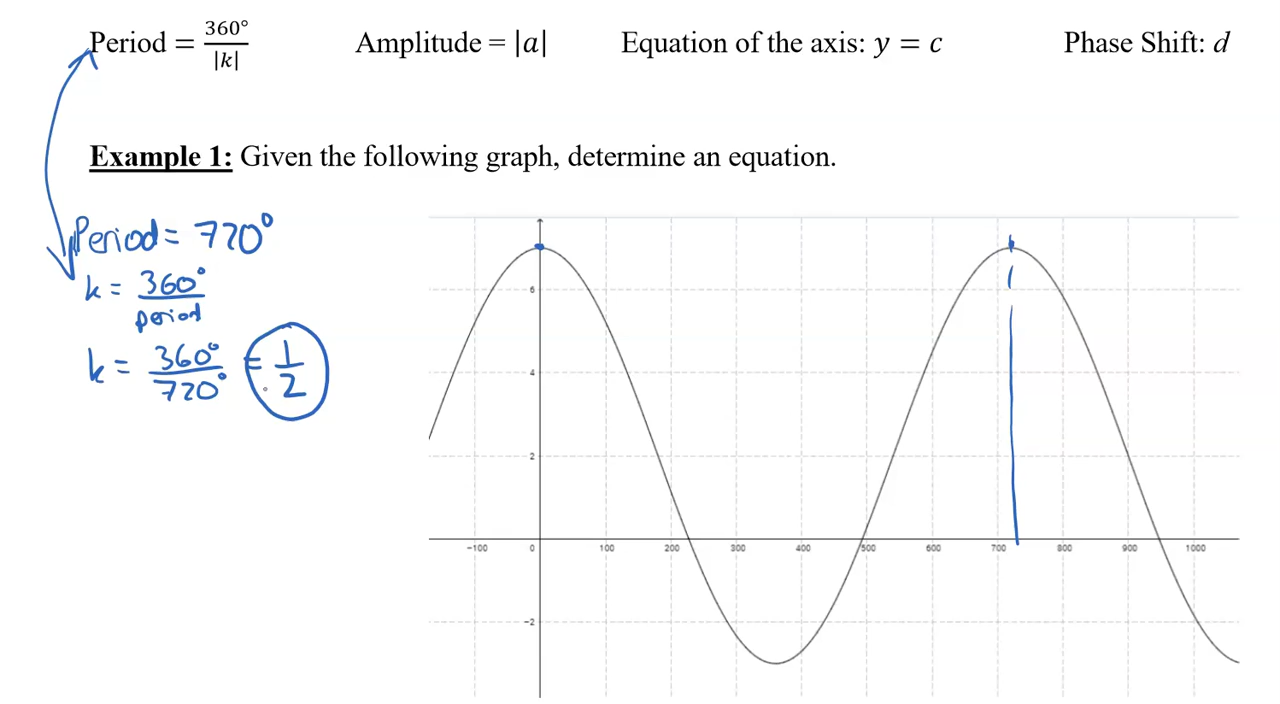 Period = 360°/|k| Amplitude = |a| Equation of the axis: y = c Phase Shift: d
Example 1: Given the following graph, determine an equation.
Period = 720°
k = 360°/period
k = 360°/720° = 1/2
6
4
2
-100 0 100 200 300 400 500 600 700 800 900 1000
-2